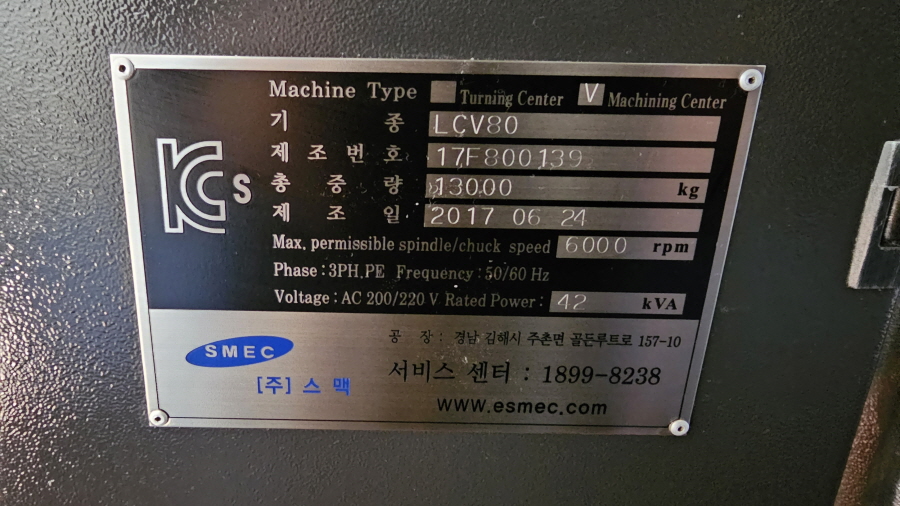 Machine Type Turning Center V Machining Center
기 종 LCV80
제 조 번 호 17F800139
총 중 량 13000 kg
제 조 일 2017 06 24
Max, permissible spindle/chuck speed 6000 rpm
Phase : 3PH, PE Frequency : 50/60 Hz
Voltage : AC 200/220 V Rated Power : 42 kVA
KC s
SMEC
[주] 스 맥
공 장 : 경남 김해시 주촌면 골든루트로 157-10
서비스 센터 : 1899-8238
www.esmec.com